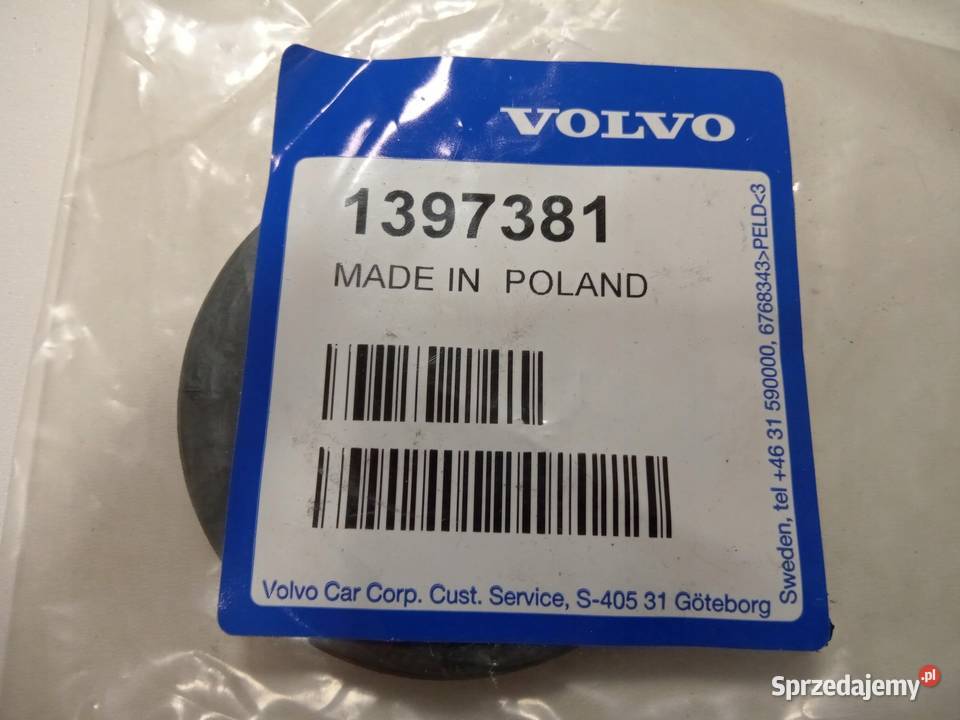 VOLVO
1397381
MADE IN POLAND
Volvo Car Corp. Cust. Service, S-405 31 Göteborg
Sweden, tel +46 31 590000, 6768343>PELD<3
Sprzedajemy.pl